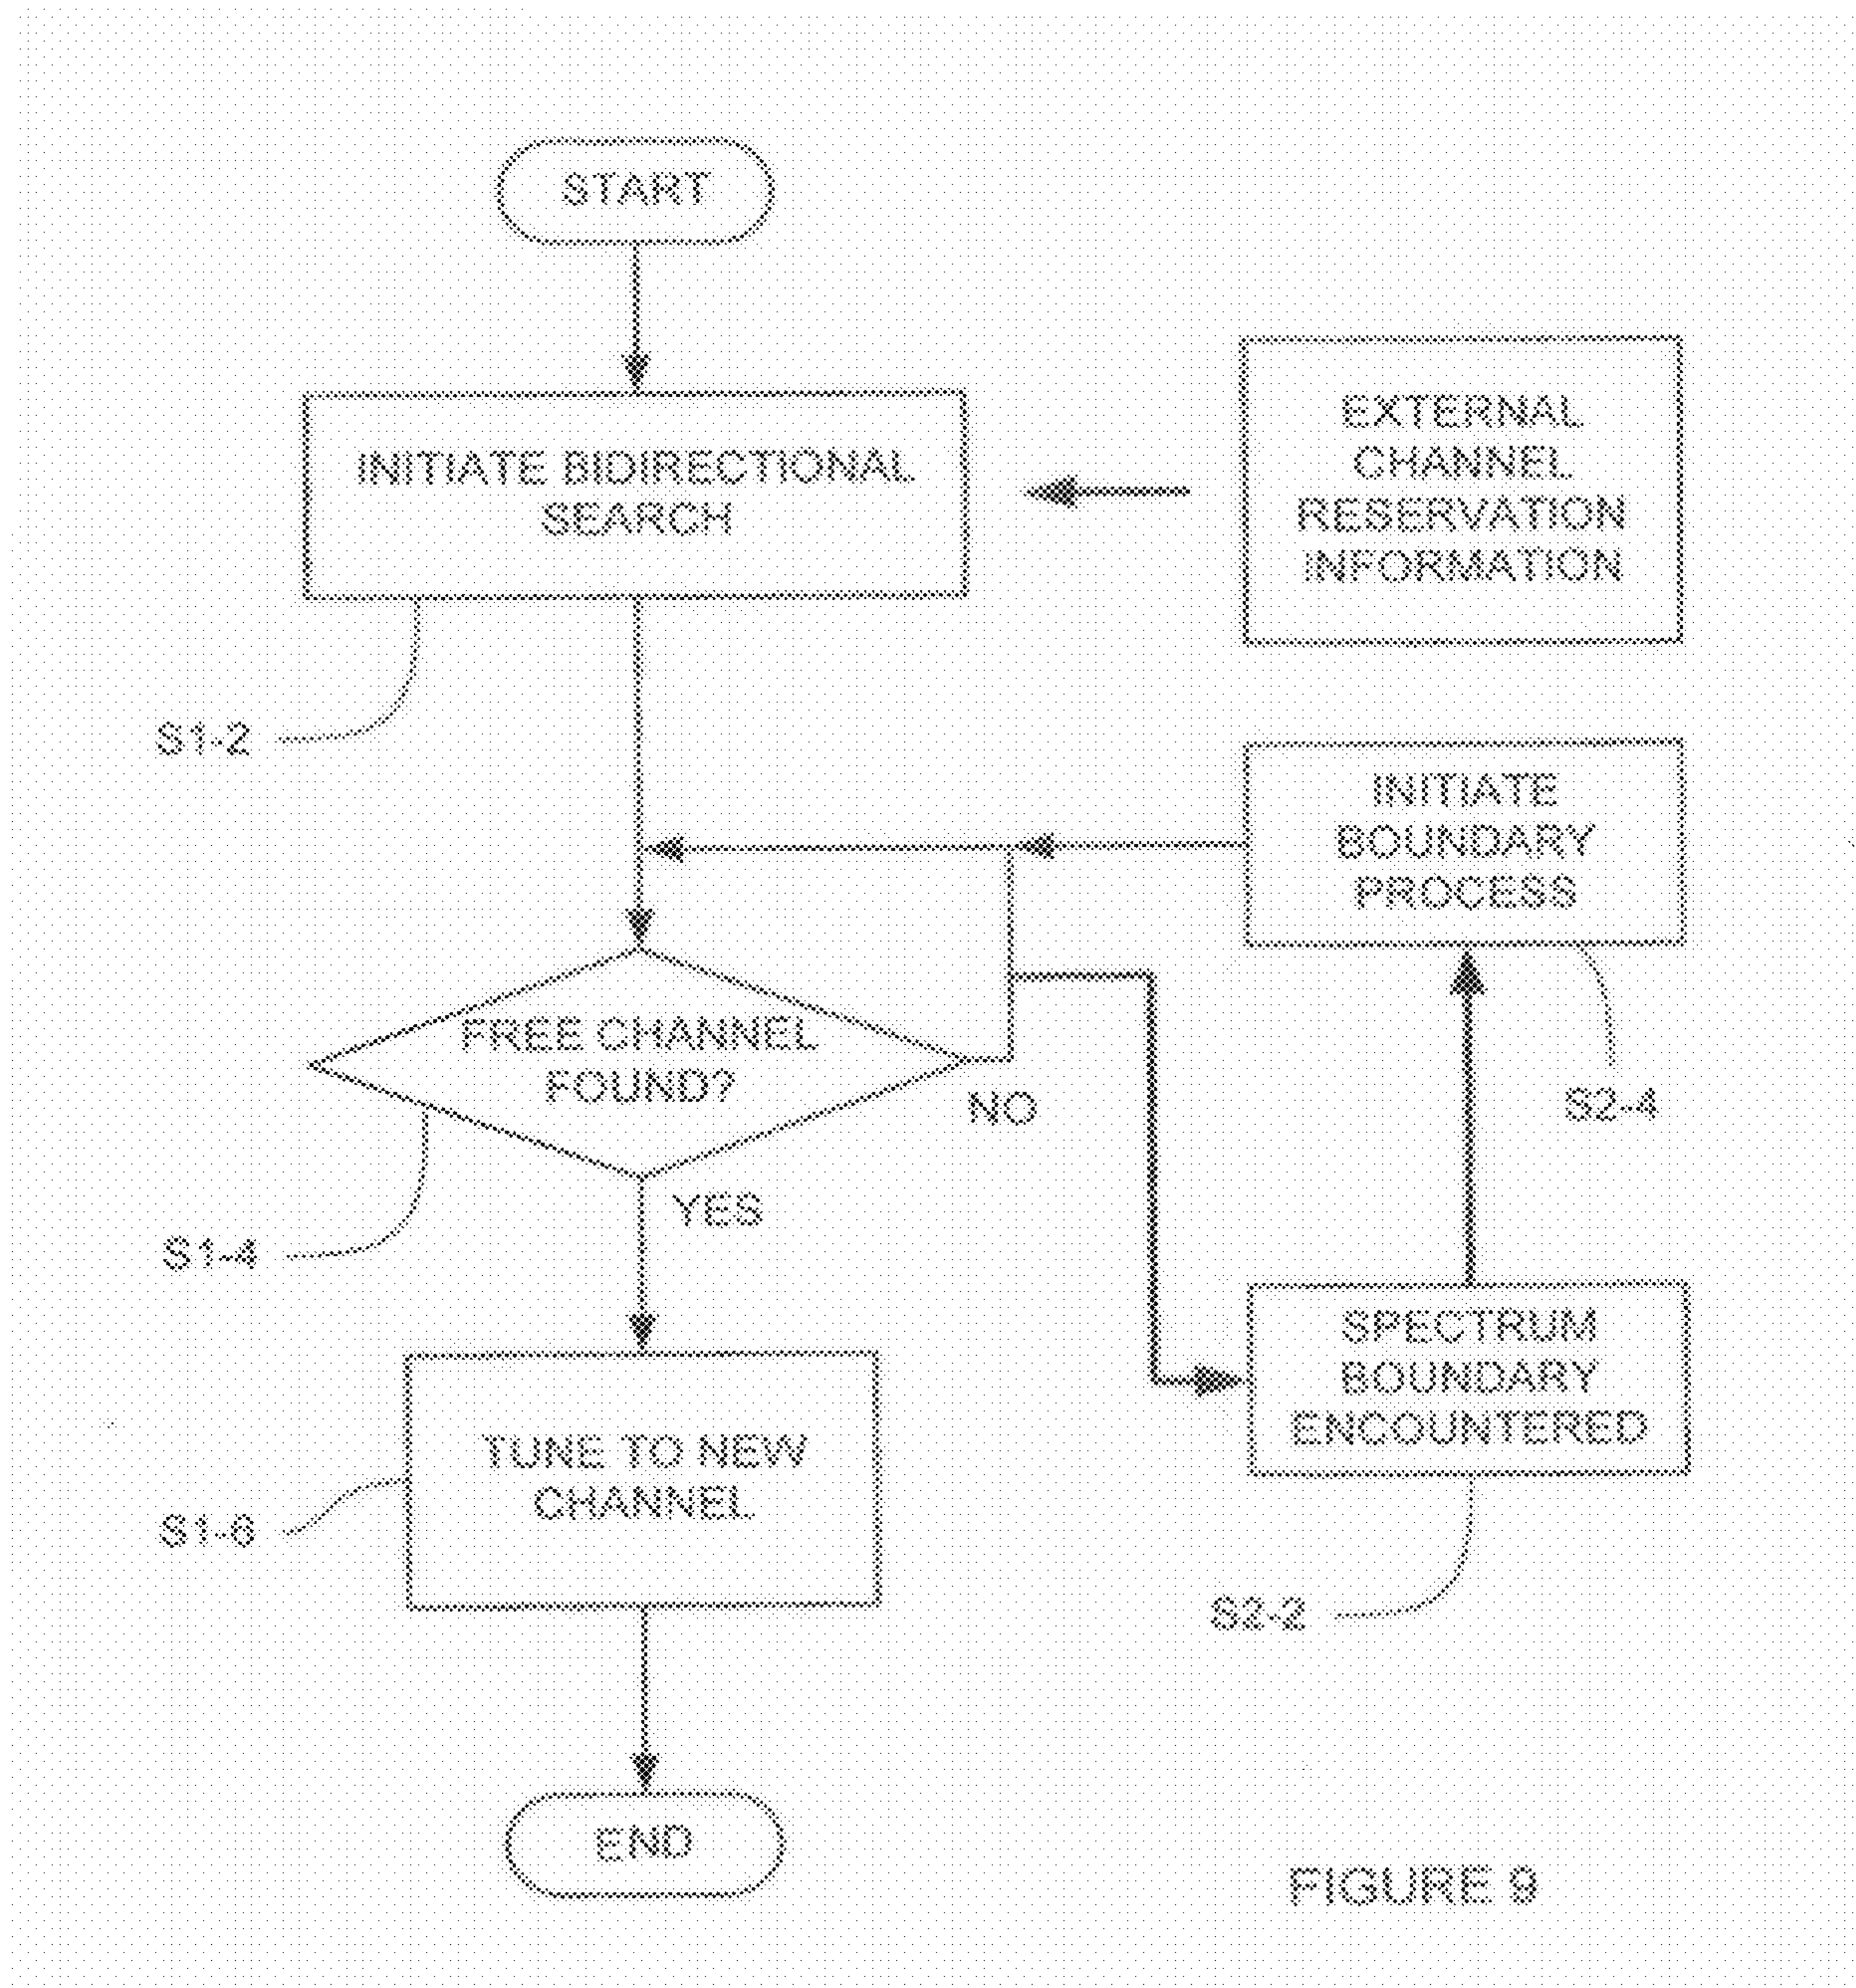 START
INITIATE BIDIRECTIONAL
SEARCH
EXTERNAL
CHANNEL
RESERVATION
INFORMATION
S1-2
INITIATE
BOUNDARY
PROCESS
FREE CHANNEL
FOUND?
NO
S2-4
YES
S1-4
SPECTRUM
BOUNDARY
ENCOUNTERED
TUNE TO NEW
CHANNEL
S1-6
S2-2
END
FIGURE 9